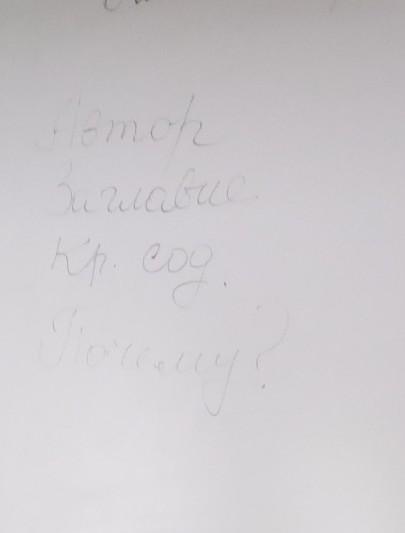 Автор
Заглавие
Кр. сод.
Почему?